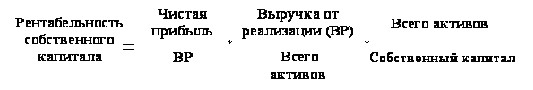 Рентабельность
собственного
капитала
=
Чистая
прибыль
ВР
.
Выручка от
реализации (ВР)
Всего
активов
.
Всего активов
Собственный капитал